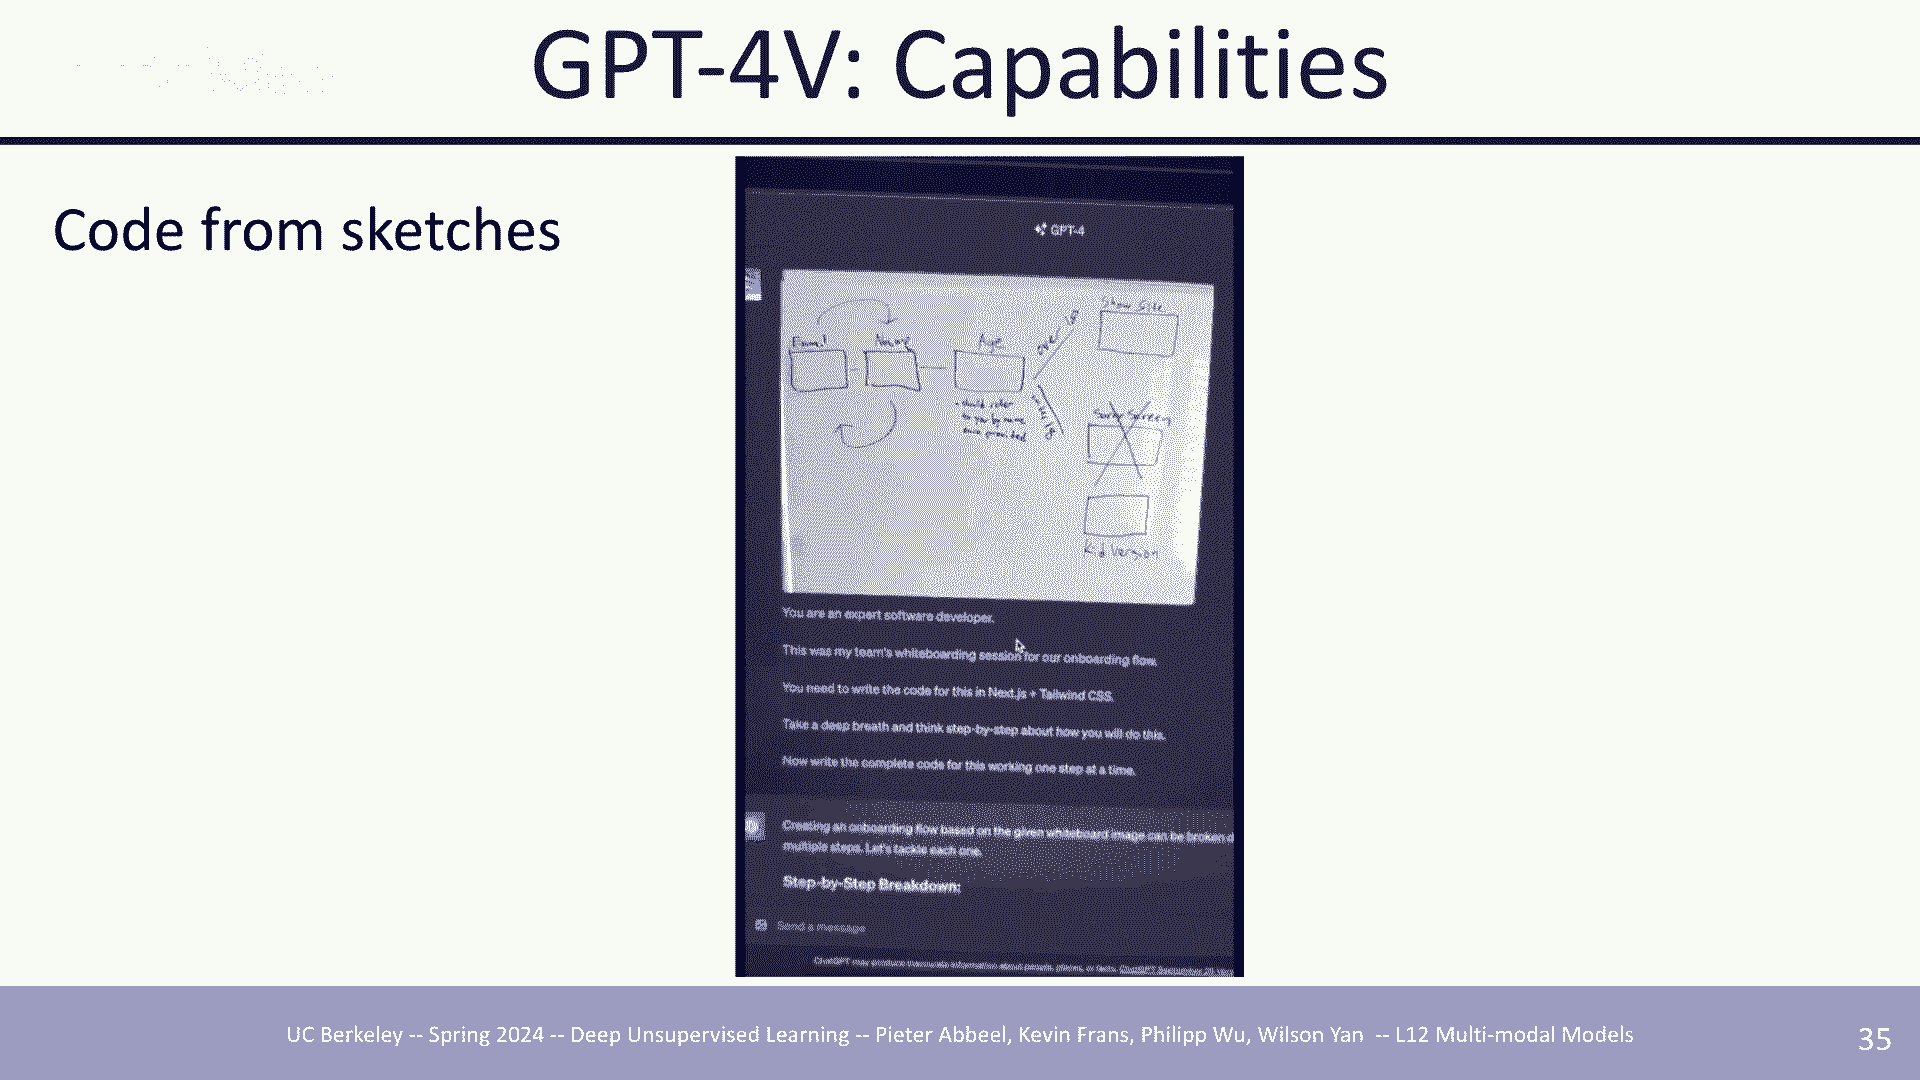 GPT-4V: Capabilities
Code from sketches
GPT-4
Show Site
Email
Name
Age
over 18
under 18
- should refer
to you by name
once provided
Sorry Screen
Kid Version
You are an expert software developer.
This was my team's whiteboarding session for our onboarding flow.
You need to write the code for this in Next.js + Tailwind CSS.
Take a deep breath and think step-by-step about how you will do this.
Now write the complete code for this working one step at a time.
Creating an onboarding flow based on the given whiteboard image can be broken d
multiple steps. Let's tackle each one.
Step-by-Step Breakdown:
Send a message
ChatGPT may produce inaccurate information about people, places, or facts. ChatGPT September 25 Vers
UC Berkeley -- Spring 2024 -- Deep Unsupervised Learning -- Pieter Abbeel, Kevin Frans, Philipp Wu, Wilson Yan -- L12 Multi-modal Models
35